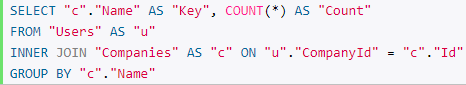 SELECT "c"."Name" AS "Key", COUNT(*) AS "Count"
FROM "Users" AS "u"
INNER JOIN "Companies" AS "c" ON "u"."CompanyId" = "c"."Id"
GROUP BY "c"."Name"